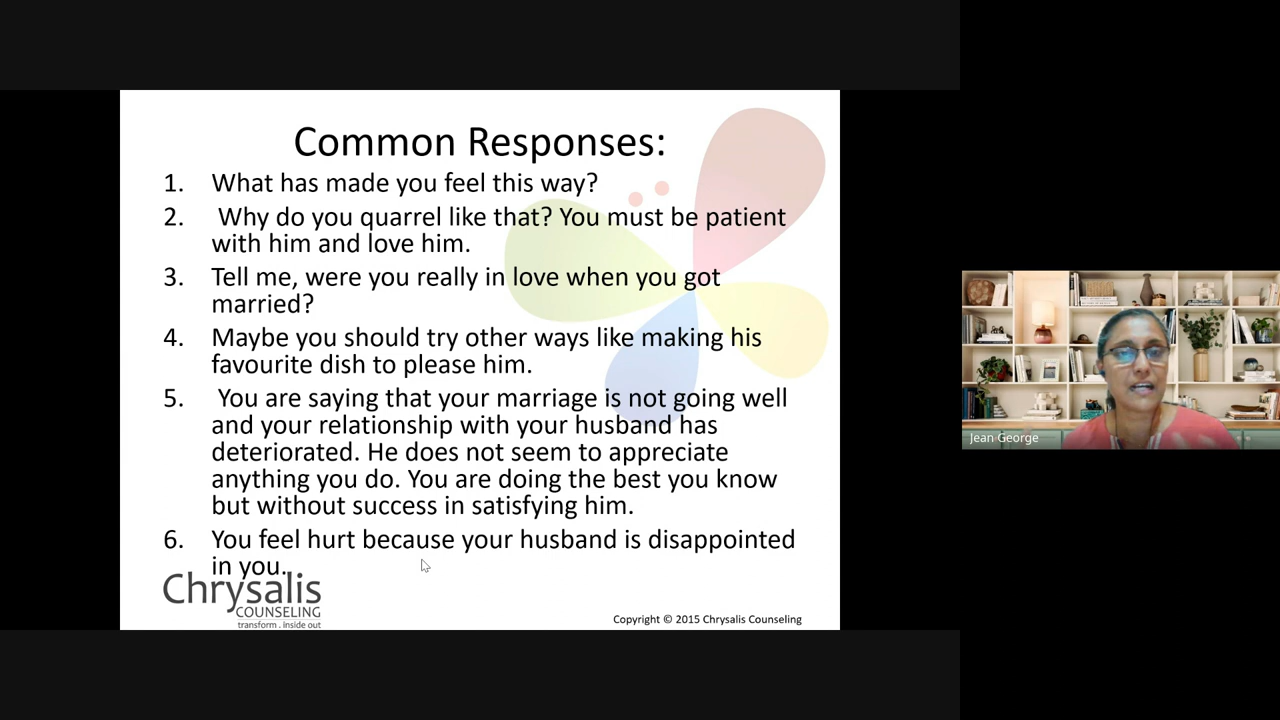 Common Responses:
1. What has made you feel this way?
2. Why do you quarrel like that? You must be patient
with him and love him.
3. Tell me, were you really in love when you got
married?
4. Maybe you should try other ways like making his
favourite dish to please him.
5. You are saying that your marriage is not going well
and your relationship with your husband has
deteriorated. He does not seem to appreciate
anything you do. You are doing the best you know
but without success in satisfying him.
6. You feel hurt because your husband is disappointed
in you.
Chrysalis
COUNSELING
transform . inside out
Copyright © 2015 Chrysalis Counseling
Jean George